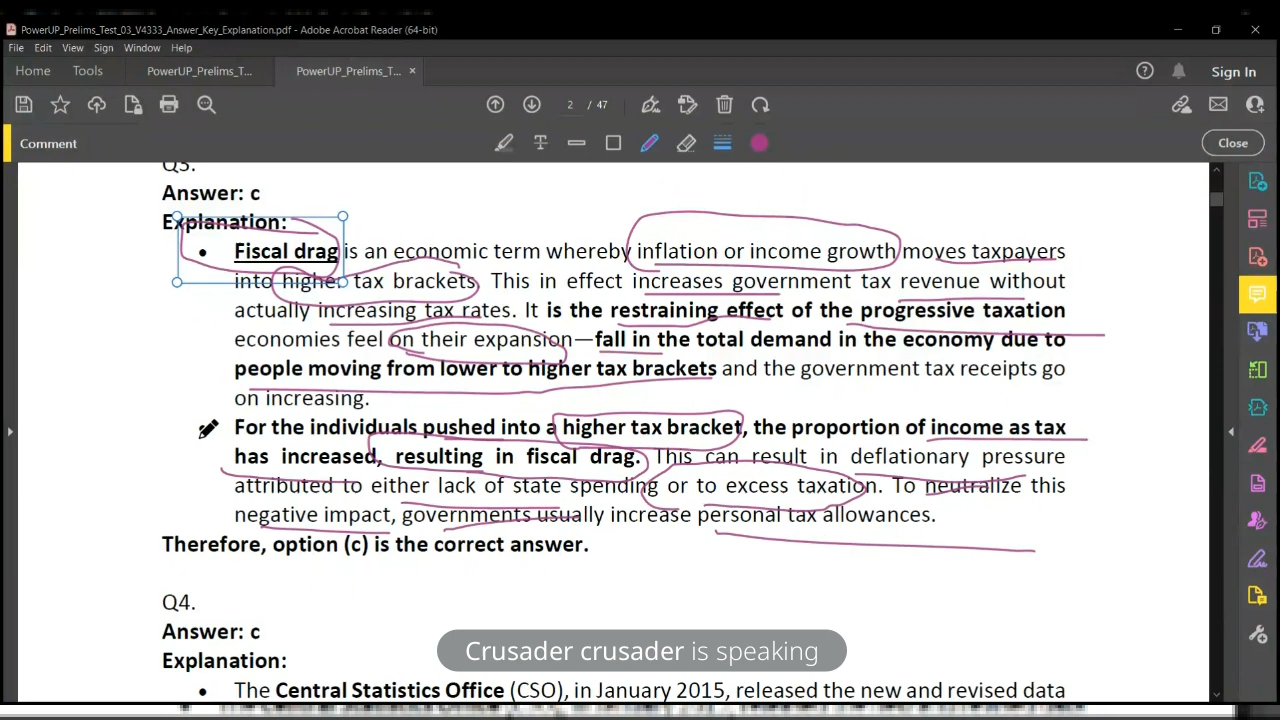 PowerUP_Prelims_Test_03_V4333_Answer_Key_Explanation.pdf - Adobe Acrobat Reader (64-bit)
File Edit View Sign Window Help
Home Tools PowerUP_Prelims_T... PowerUP_Prelims_T... × Sign In
2 / 47
Comment Close
Q3.
Answer: c
Explanation:
• Fiscal drag is an economic term whereby inflation or income growth moves taxpayers
into higher tax brackets. This in effect increases government tax revenue without
actually increasing tax rates. It is the restraining effect of the progressive taxation
economies feel on their expansion—fall in the total demand in the economy due to
people moving from lower to higher tax brackets and the government tax receipts go
on increasing.
For the individuals pushed into a higher tax bracket, the proportion of income as tax
has increased, resulting in fiscal drag. This can result in deflationary pressure
attributed to either lack of state spending or to excess taxation. To neutralize this
negative impact, governments usually increase personal tax allowances.
Therefore, option (c) is the correct answer.
Q4.
Answer: c
Explanation:
Crusader crusader is speaking
• The Central Statistics Office (CSO), in January 2015, released the new and revised data